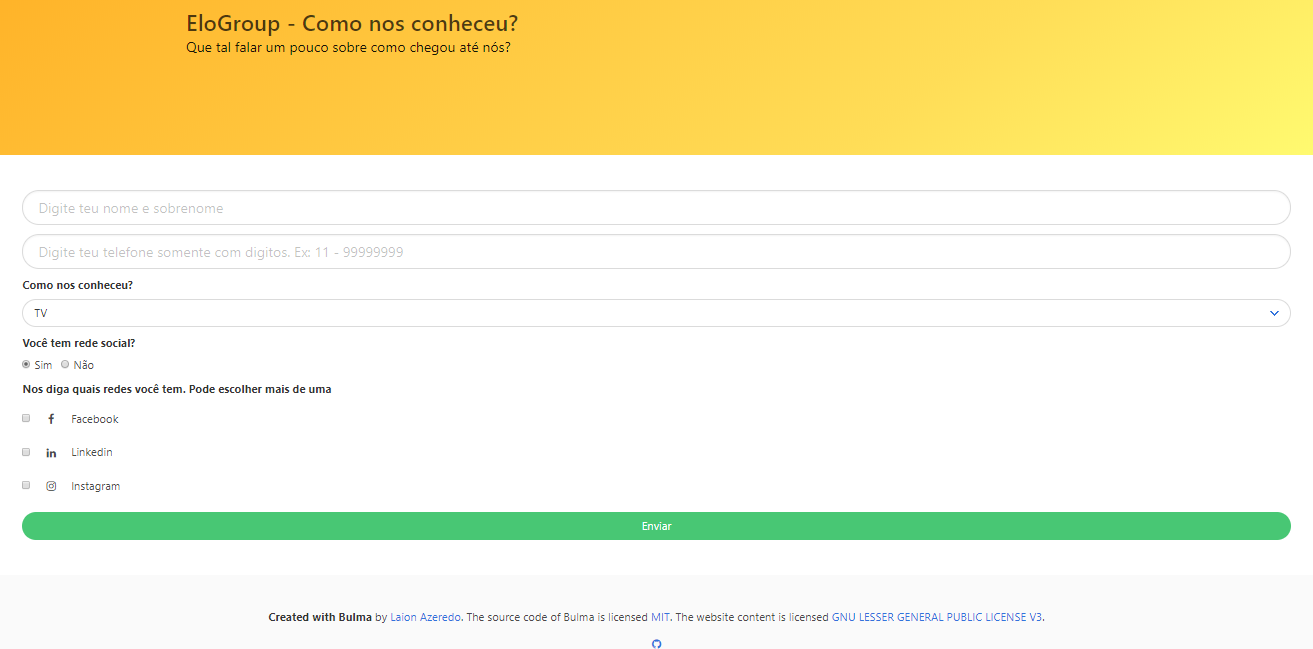 EloGroup - Como nos conheceu?
Que tal falar um pouco sobre como chegou até nós?
Digite teu nome e sobrenome
Digite teu telefone somente com digitos. Ex: 11 - 99999999
Como nos conheceu?
TV
Você tem rede social?
Sim Não
Nos diga quais redes você tem. Pode escolher mais de uma
Facebook
Linkedin
Instagram
Enviar
Created with Bulma by Laion Azeredo. The source code of Bulma is licensed MIT. The website content is licensed GNU LESSER GENERAL PUBLIC LICENSE V3.